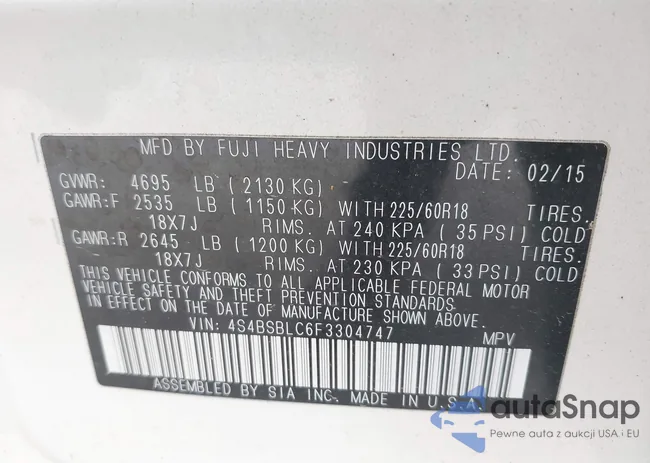 MFD BY FUJI HEAVY INDUSTRIES LTD.
DATE: 02/15
GVWR: 4695 LB (2130 KG)
GAWR:F 2535 LB (1150 KG) WITH 225/60R18 TIRES.
18X7J RIMS. AT 240 KPA (35 PSI) COLD
GAWR:R 2645 LB (1200 KG) WITH 225/60R18 TIRES.
18X7J RIMS. AT 230 KPA (33 PSI) COLD
THIS VEHICLE CONFORMS TO ALL APPLICABLE FEDERAL MOTOR
VEHICLE SAFETY AND THEFT PREVENTION STANDARDS
IN EFFECT ON THE DATE OF MANUFACTURE SHOWN ABOVE.
VIN: 4S4BSBLC6F3304747 MPV
ASSEMBLED BY SIA INC. MADE IN U.S.A.
autoSnap
Pewne auta z aukcji USA i EU